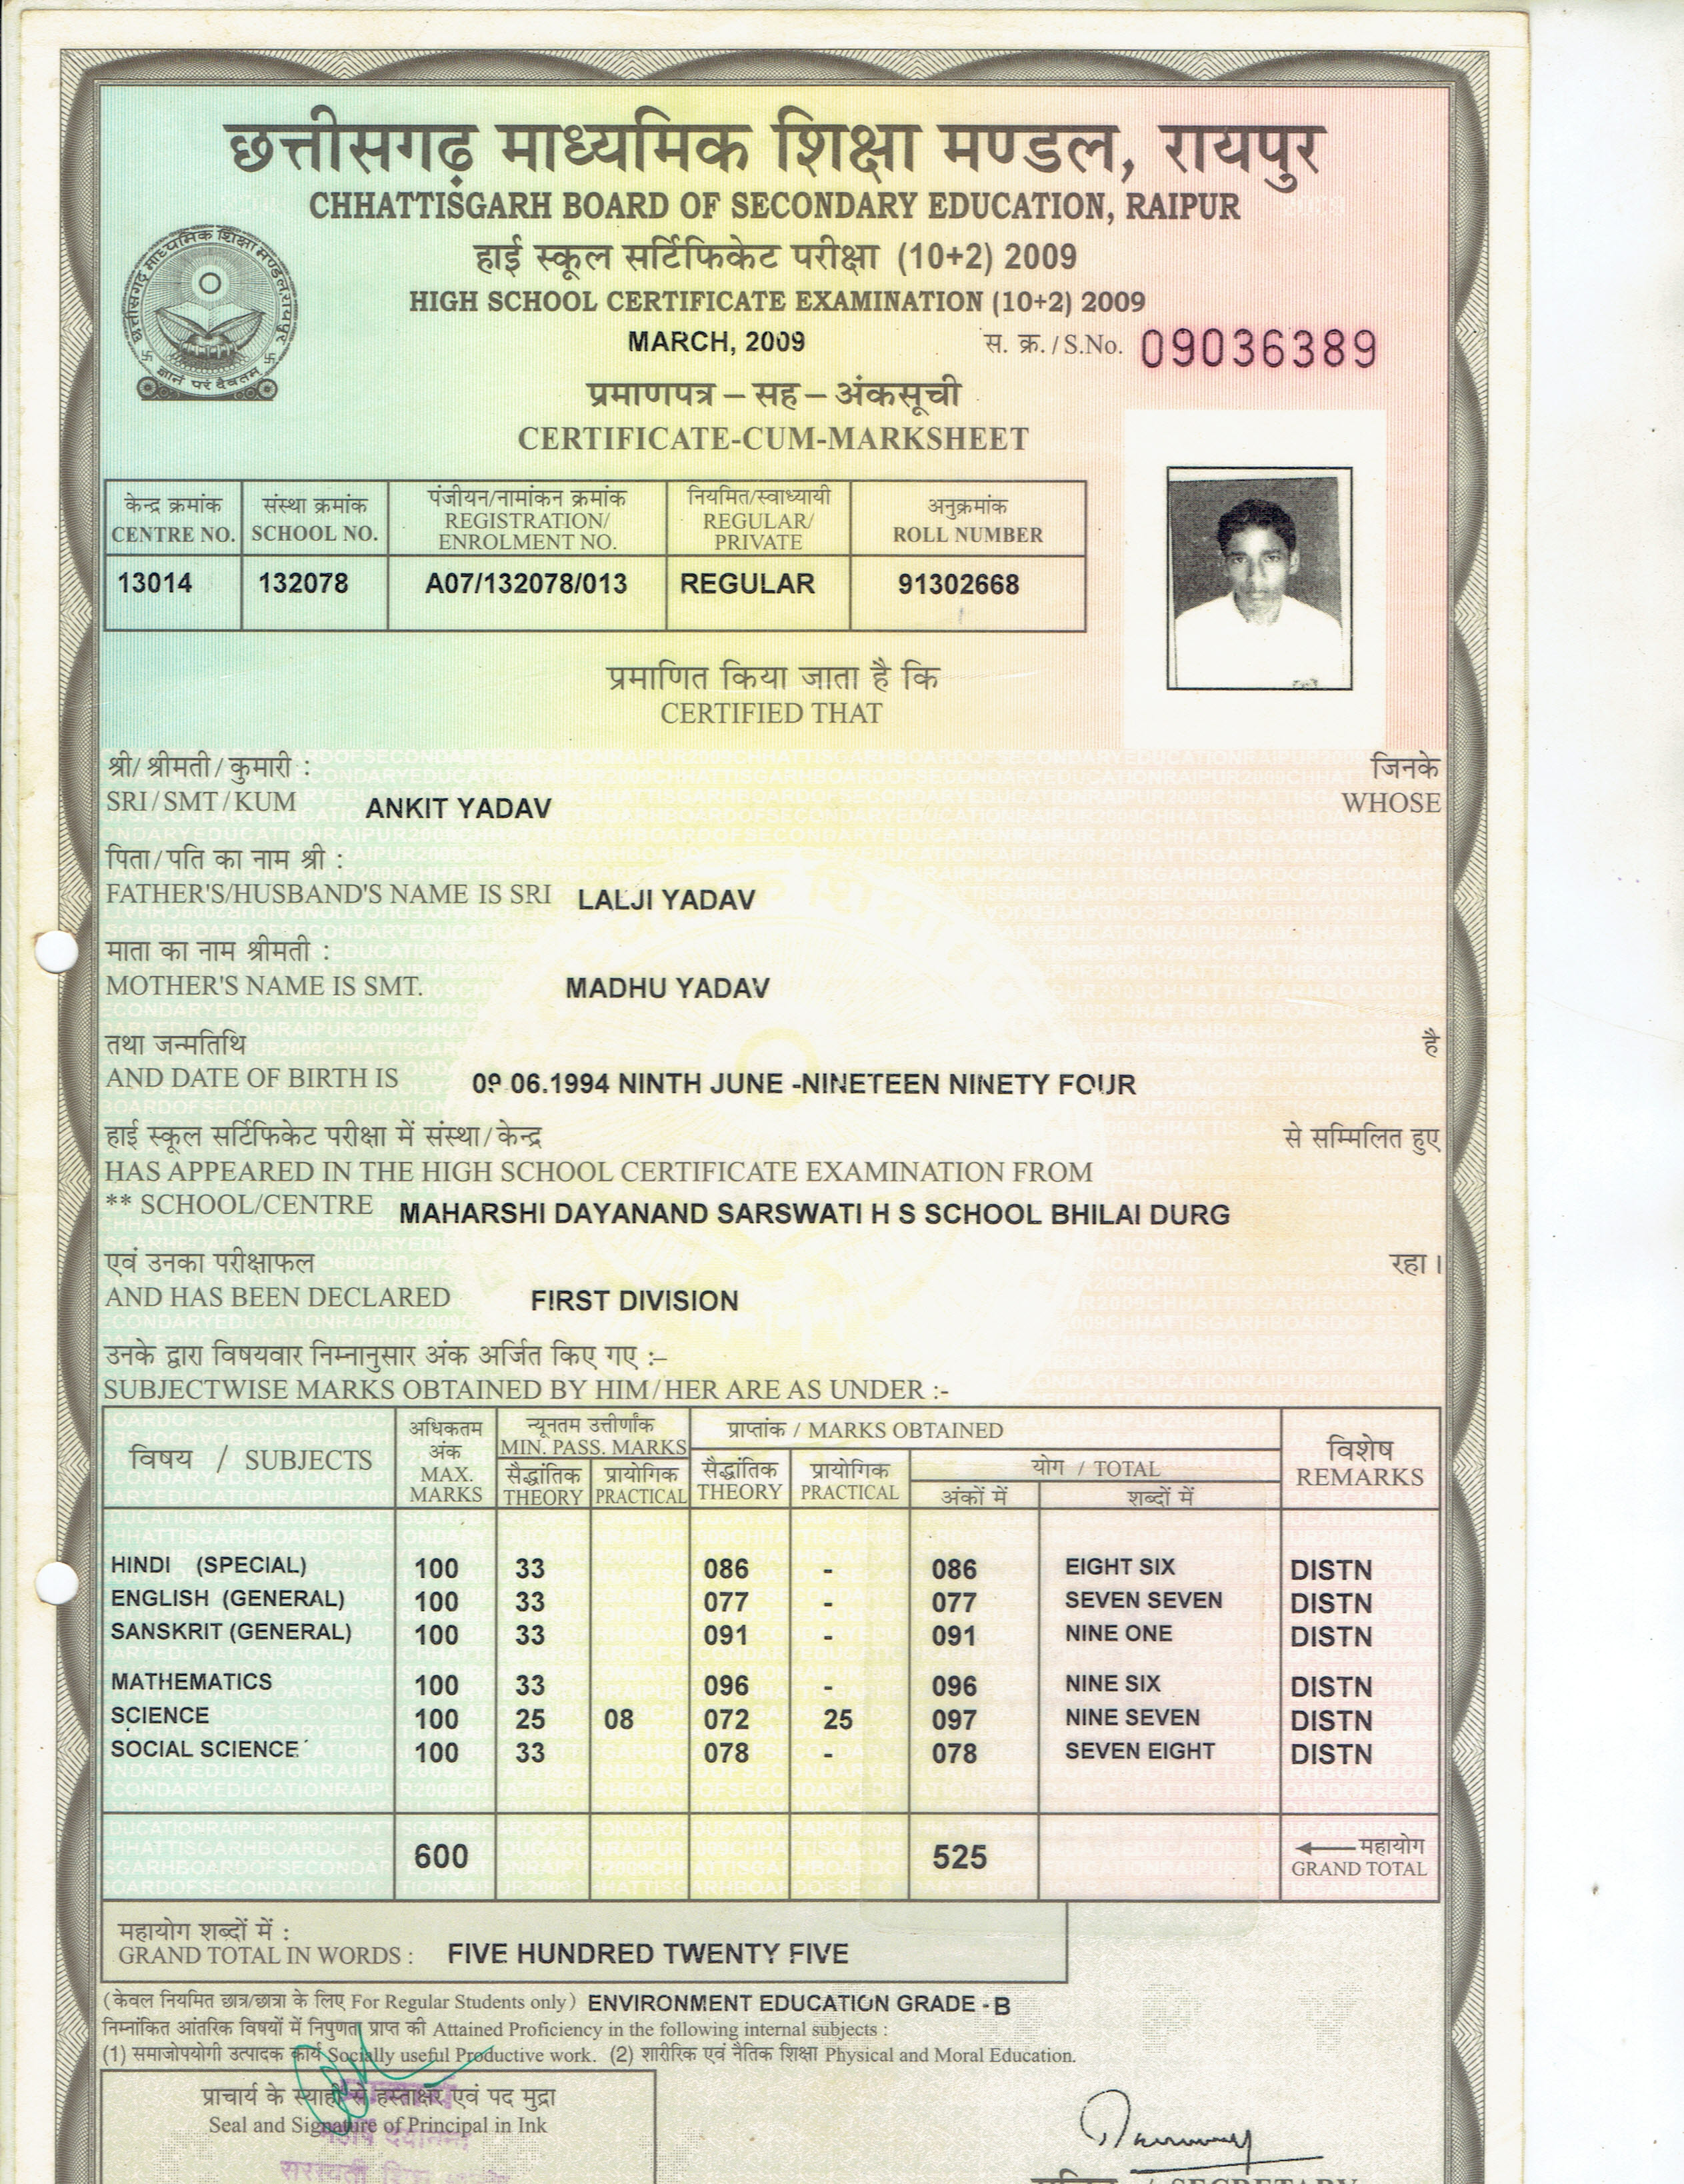 छत्तीसगढ़ माध्यमिक शिक्षा मण्डल, रायपुर
CHHATTISGARH BOARD OF SECONDARY EDUCATION, RAIPUR
हाई स्कूल सर्टिफिकेट परीक्षा (10+2) 2009
HIGH SCHOOL CERTIFICATE EXAMINATION (10+2) 2009
MARCH, 2009 स. क्र. / S.No. 09036389
प्रमाणपत्र – सह – अंकसूची
CERTIFICATE-CUM-MARKSHEET
केन्द्र क्रमांक संस्था क्रमांक पंजीयन/नामांकन क्रमांक नियमित/स्वाध्यायी अनुक्रमांक
CENTRE NO. SCHOOL NO. REGISTRATION/ ENROLMENT NO. REGULAR/ PRIVATE ROLL NUMBER
13014 132078 A07/132078/013 REGULAR 91302668
प्रमाणित किया जाता है कि
CERTIFIED THAT
श्री/ श्रीमती / कुमारी : जिनके
SRI/SMT/KUM ANKIT YADAV WHOSE
पिता/पति का नाम श्री :
FATHER'S/HUSBAND'S NAME IS SRI LALJI YADAV
माता का नाम श्रीमती :
MOTHER'S NAME IS SMT. MADHU YADAV
तथा जन्मतिथि है
AND DATE OF BIRTH IS 09.06.1994 NINTH JUNE -NINETEEN NINETY FOUR
हाई स्कूल सर्टिफिकेट परीक्षा में संस्था/केन्द्र से सम्मिलित हुए
HAS APPEARED IN THE HIGH SCHOOL CERTIFICATE EXAMINATION FROM
** SCHOOL/CENTRE MAHARSHI DAYANAND SARSWATI H S SCHOOL BHILAI DURG
एवं उनका परीक्षाफल रहा।
AND HAS BEEN DECLARED FIRST DIVISION
उनके द्वारा विषयवार निम्नानुसार अंक अर्जित किए गए :–
SUBJECTWISE MARKS OBTAINED BY HIM/HER ARE AS UNDER :-
विषय / SUBJECTS अधिकतम अंक MAX. MARKS न्यूनतम उत्तीर्णांक MIN. PASS. MARKS प्राप्तांक / MARKS OBTAINED विशेष REMARKS
सैद्धांतिक THEORY प्रायोगिक PRACTICAL सैद्धांतिक THEORY प्रायोगिक PRACTICAL योग / TOTAL
अंकों में शब्दों में
HINDI (SPECIAL) 100 33 086 - 086 EIGHT SIX DISTN
ENGLISH (GENERAL) 100 33 077 - 077 SEVEN SEVEN DISTN
SANSKRIT (GENERAL) 100 33 091 - 091 NINE ONE DISTN
MATHEMATICS 100 33 096 - 096 NINE SIX DISTN
SCIENCE 100 25 08 072 25 097 NINE SEVEN DISTN
SOCIAL SCIENCE 100 33 078 - 078 SEVEN EIGHT DISTN
600 525 महायोग GRAND TOTAL
महायोग शब्दों में :
GRAND TOTAL IN WORDS : FIVE HUNDRED TWENTY FIVE
(केवल नियमित छात्र/छात्रा के लिए For Regular Students only) ENVIRONMENT EDUCATION GRADE - B
निम्नांकित आंतरिक विषयों में निपुणता प्राप्त की Attained Proficiency in the following internal subjects :
(1) समाजोपयोगी उत्पादक कार्य Socially useful Productive work. (2) शारीरिक एवं नैतिक शिक्षा Physical and Moral Education.
प्राचार्य के स्याही से हस्ताक्षर एवं पद मुद्रा
Seal and Signature of Principal in Ink